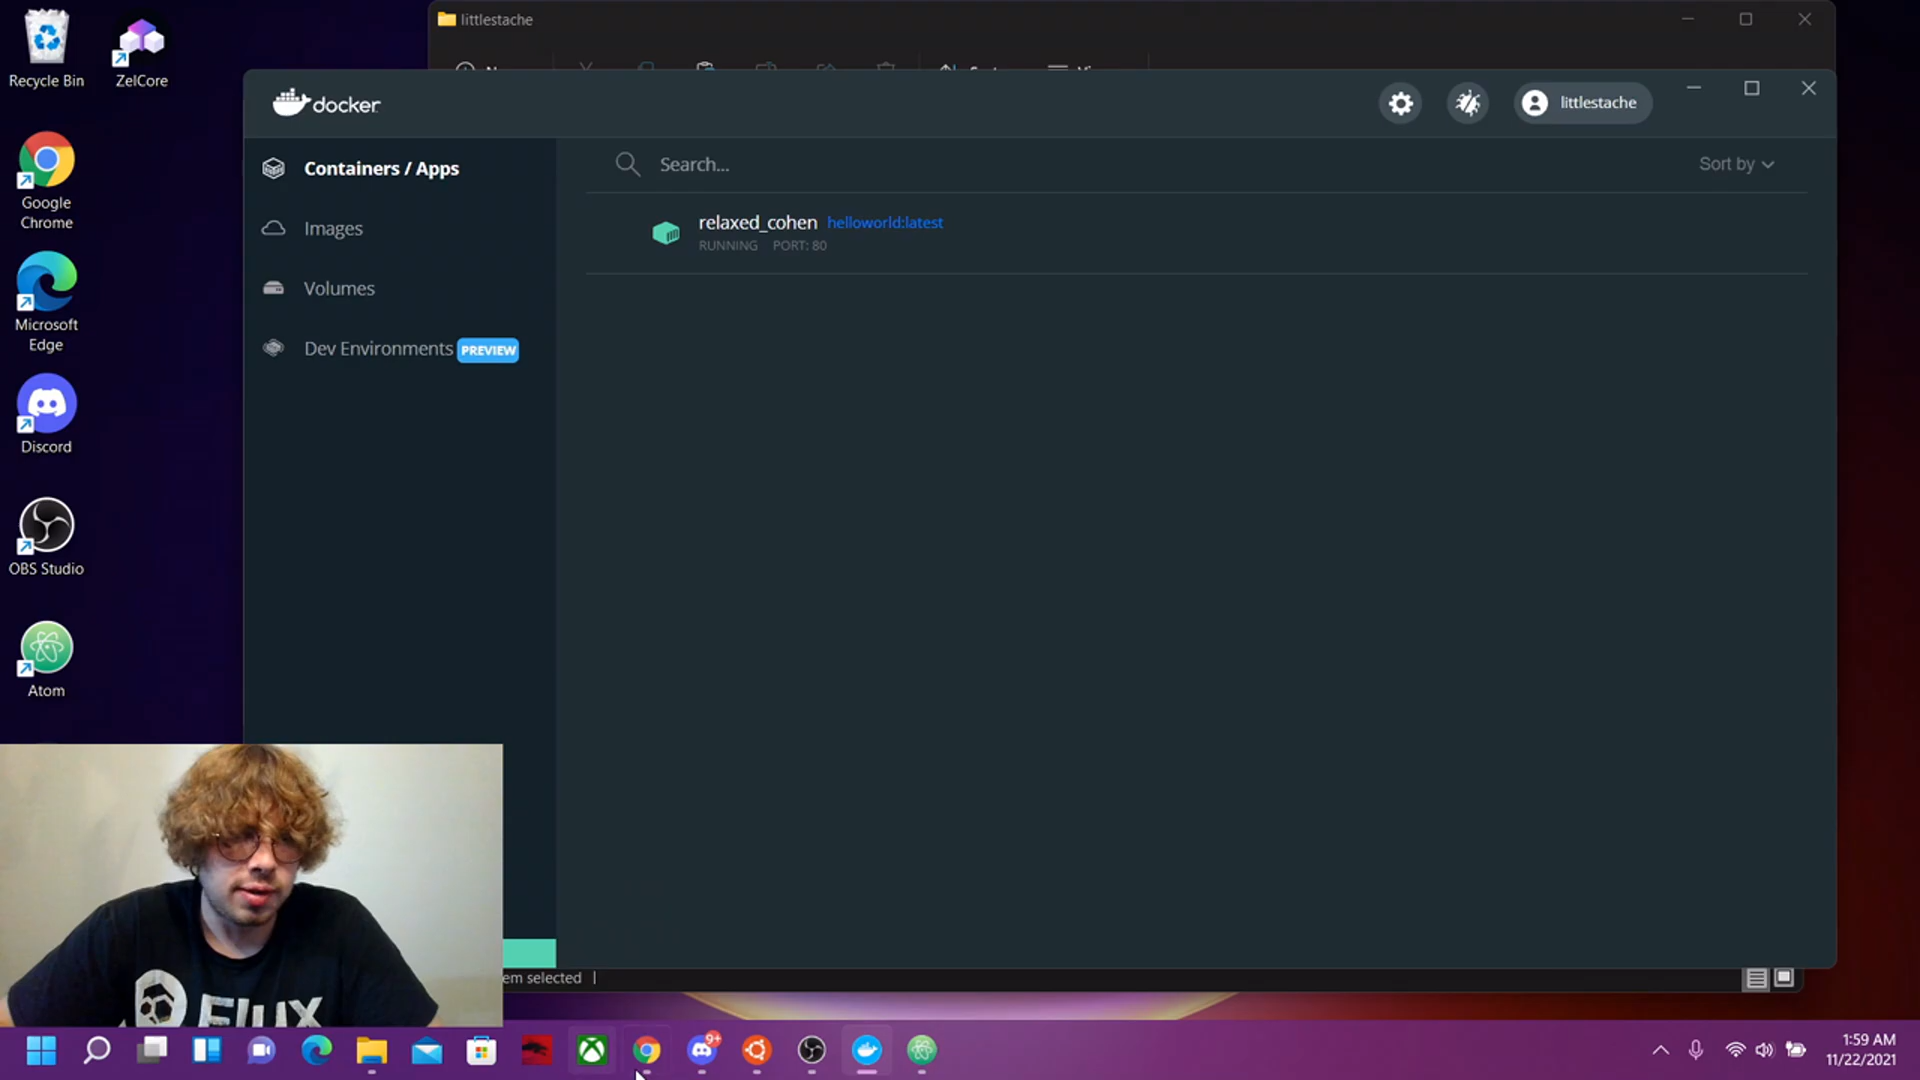 littlestache
Recycle Bin
ZelCore
docker
littlestache
Containers / Apps
Search...
Sort by
Google Chrome
Images
relaxed_cohen helloworld:latest
RUNNING PORT: 80
Volumes
Microsoft Edge
Dev Environments PREVIEW
Discord
OBS Studio
Atom
em selected
FLUX
9+
1:59 AM
11/22/2021